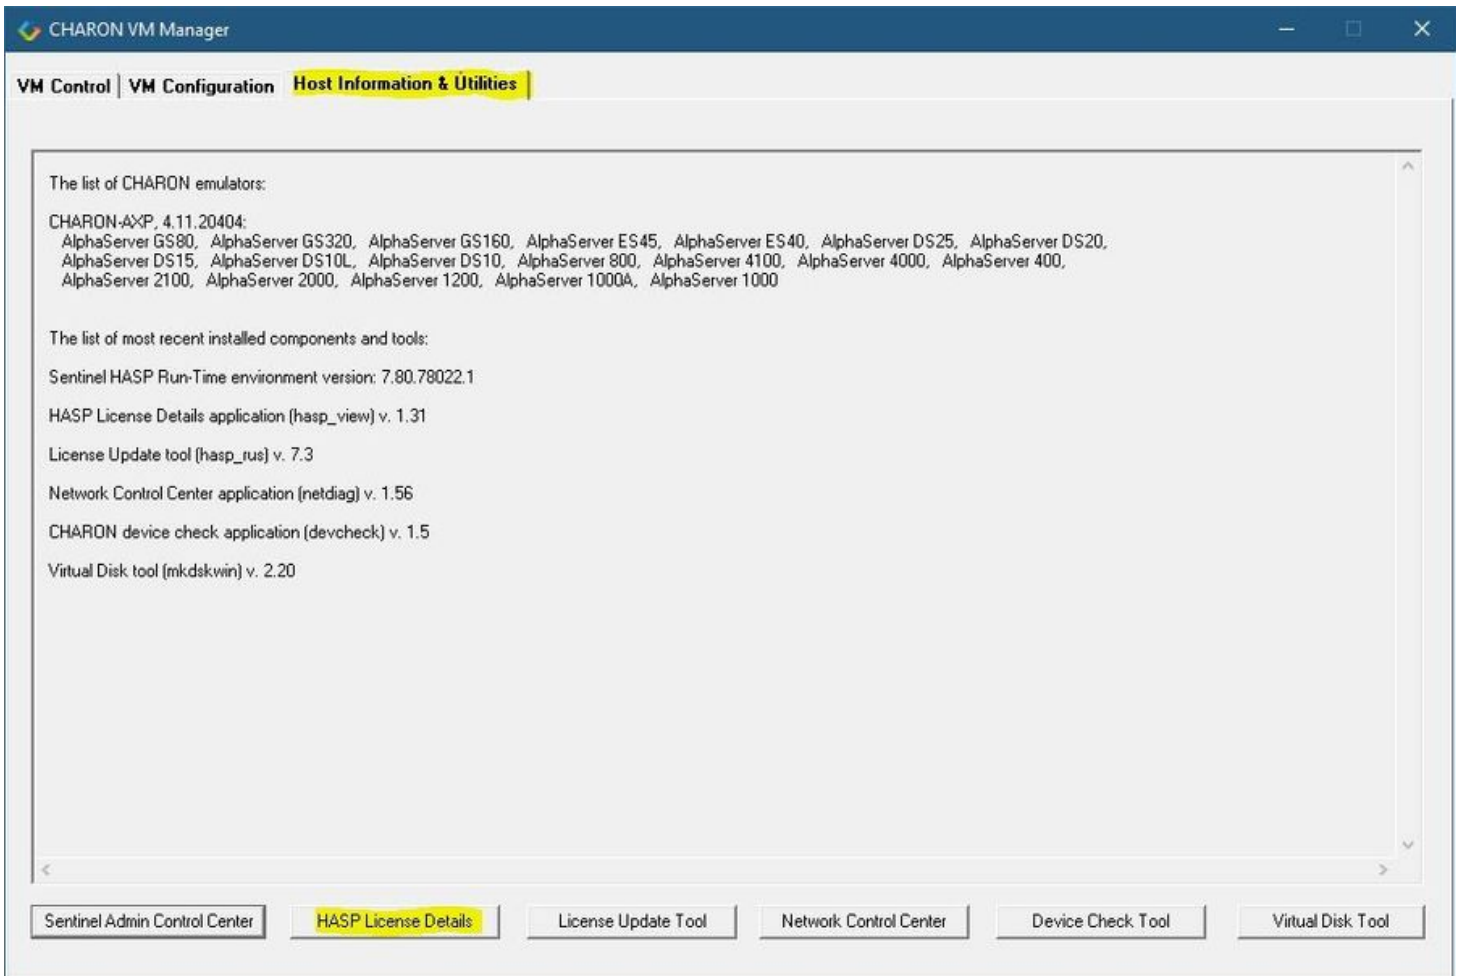 CHARON VM Manager
VM Control VM Configuration Host Information & Utilities
The list of CHARON emulators:
CHARON-AXP, 4.11.20404:
AlphaServer GS80, AlphaServer GS320, AlphaServer GS160, AlphaServer ES45, AlphaServer ES40, AlphaServer DS25, AlphaServer DS20,
AlphaServer DS15, AlphaServer DS10L, AlphaServer DS10, AlphaServer 800, AlphaServer 4100, AlphaServer 4000, AlphaServer 400,
AlphaServer 2100, AlphaServer 2000, AlphaServer 1200, AlphaServer 1000A, AlphaServer 1000
The list of most recent installed components and tools:
Sentinel HASP Run-Time environment version: 7.80.78022.1
HASP License Details application (hasp_view) v. 1.31
License Update tool (hasp_rus) v. 7.3
Network Control Center application (netdiag) v. 1.56
CHARON device check application (devcheck) v. 1.5
Virtual Disk tool (mkdskwin) v. 2.20
Sentinel Admin Control Center HASP License Details License Update Tool Network Control Center Device Check Tool Virtual Disk Tool